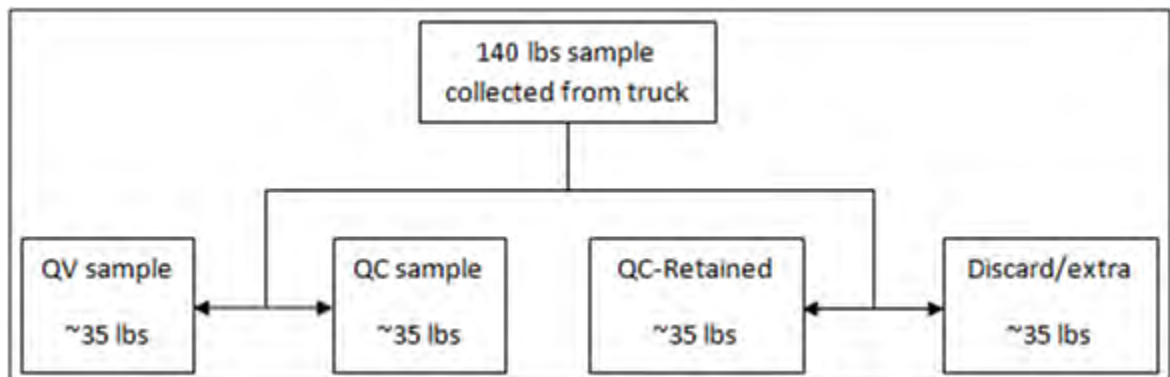 140 lbs sample
collected from truck
QV sample
~35 lbs
QC sample
~35 lbs
QC-Retained
~35 lbs
Discard/extra
~35 lbs